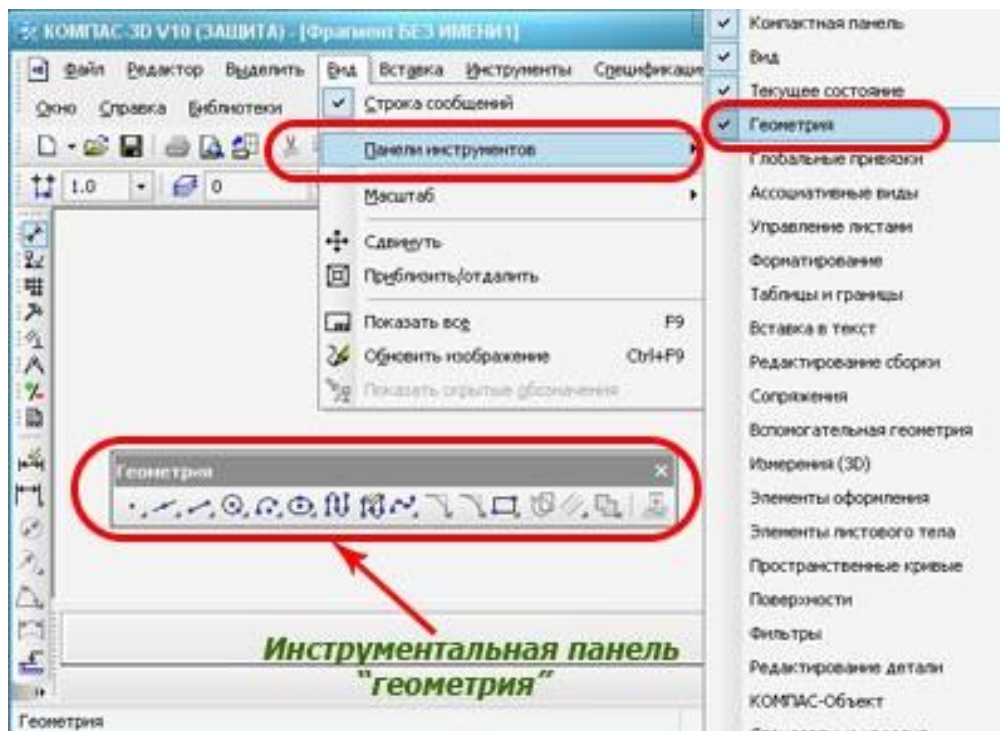 КОМПАС-3D V10 (ЗАЩИТА) - [Фрагмент БЕЗ ИМЕНИ1]
Файл Редактор Выделить Вид Вставка Инструменты Спецификаци
Окно Справка Библиотеки
1.0 0
Строка сообщений
Панели инструментов
Масштаб
Сдвинуть
Приблизить/отдалить
Показать все F9
Обновить изображение Ctrl+F9
Показать скрытые обозначения
Компактная панель
Вид
Текущее состояние
Геометрия
Глобальные привязки
Ассоциативные виды
Управление листами
Форматирование
Таблицы и границы
Вставка в текст
Редактирование сборки
Сопряжения
Вспомогательная геометрия
Измерения (3D)
Элементы оформления
Элементы листового тела
Пространственные кривые
Поверхности
Фильтры
Редактирование детали
КОМПАС-Объект
Геометрия
Инструментальная панель
"геометрия"
Геометрия